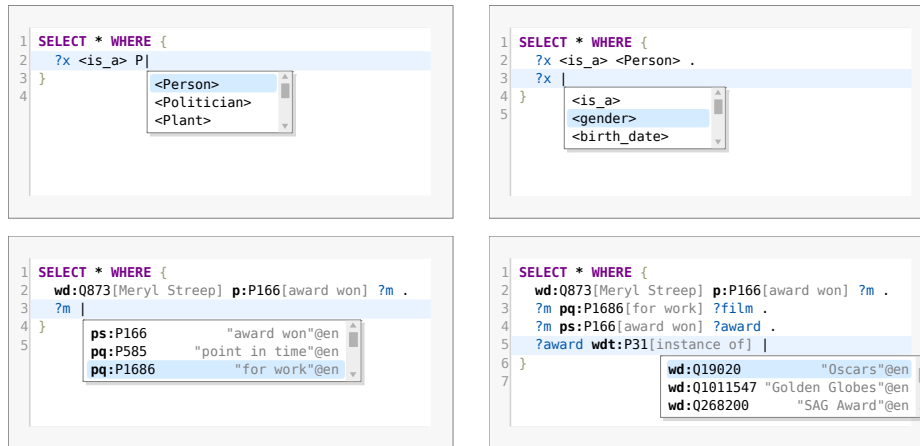 1 SELECT * WHERE {
2 ?x <is_a> P|
3 }
4
<Person>
<Politician>
<Plant>
1 SELECT * WHERE {
2 ?x <is_a> <Person> .
3 ?x |
4 }
5
<is_a>
<gender>
<birth_date>
1 SELECT * WHERE {
2 wd:Q873[Meryl Streep] p:P166[award won] ?m .
3 ?m |
4 }
5
ps:P166 "award won"@en
pq:P585 "point in time"@en
pq:P1686 "for work"@en
1 SELECT * WHERE {
2 wd:Q873[Meryl Streep] p:P166[award won] ?m .
3 ?m pq:P1686[for work] ?film .
4 ?m ps:P166[award won] ?award .
5 ?award wdt:P31[instance of] |
6 }
7
wd:Q19020 "Oscars"@en
wd:Q1011547 "Golden Globes"@en
wd:Q268200 "SAG Award"@en